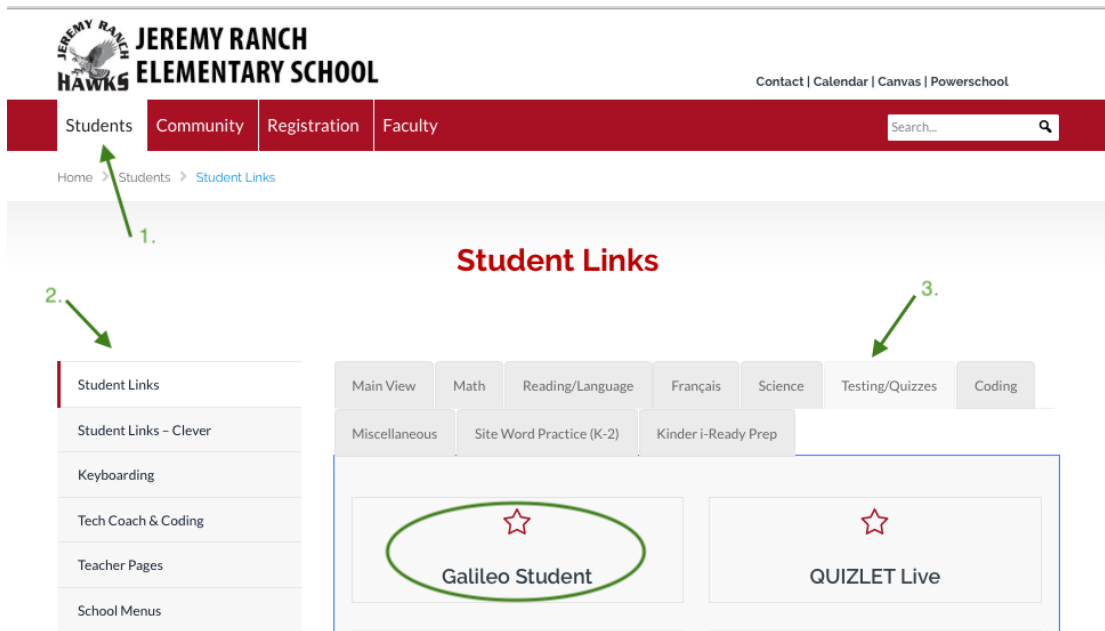 JEREMY RANCH
HAWKS
JEREMY RANCH
ELEMENTARY SCHOOL
Contact | Calendar | Canvas | Powerschool
Students Community Registration Faculty Search...
Home > Students > Student Links
1.
Student Links
2.
3.
Student Links
Student Links – Clever
Keyboarding
Tech Coach & Coding
Teacher Pages
School Menus
Main View Math Reading/Language Français Science Testing/Quizzes Coding
Miscellaneous Site Word Practice (K-2) Kinder i-Ready Prep
Galileo Student
QUIZLET Live